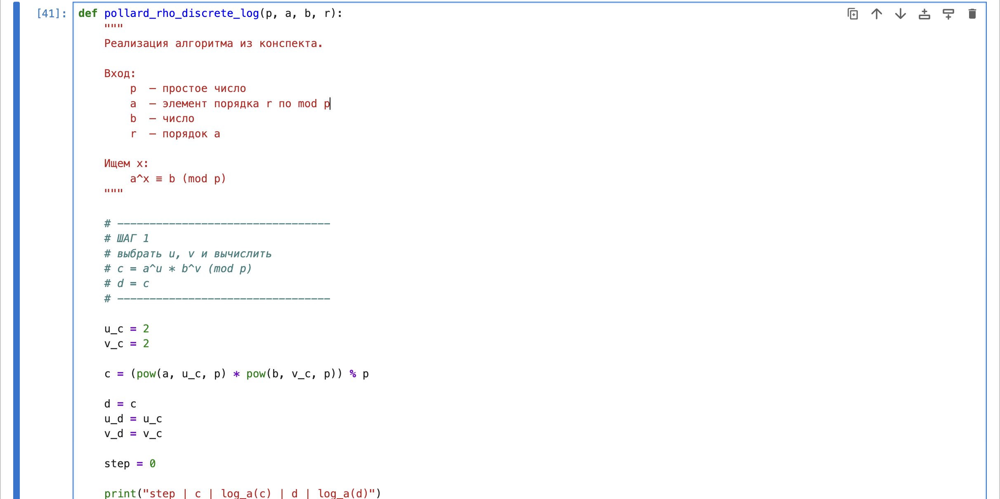 [41]: def pollard_rho_discrete_log(p, a, b, r):
"""
Реализация алгоритма из конспекта.
Вход:
p – простое число
a – элемент порядка r по mod p
b – число
r – порядок a
Ищем x:
a^x ≡ b (mod p)
"""
# ---------------------------------
# ШАГ 1
# выбрать u, v и вычислить
# c = a^u * b^v (mod p)
# d = c
# ---------------------------------
u_c = 2
v_c = 2
c = (pow(a, u_c, p) * pow(b, v_c, p)) % p
d = c
u_d = u_c
v_d = v_c
step = 0
print("step | c | log_a(c) | d | log_a(d)")